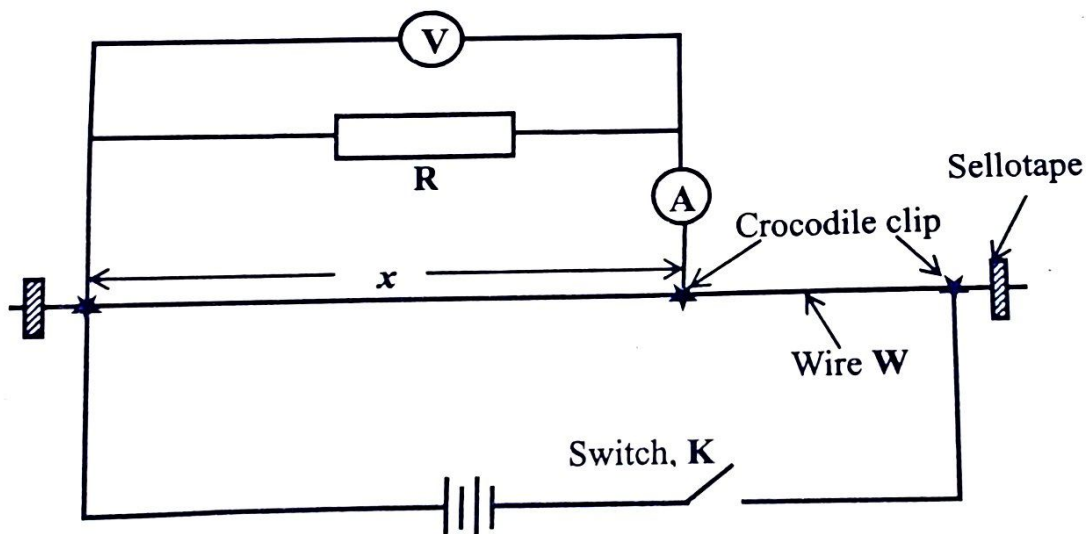 V
R
Sellotape
A
Crocodile clip
x
Wire W
Switch, K